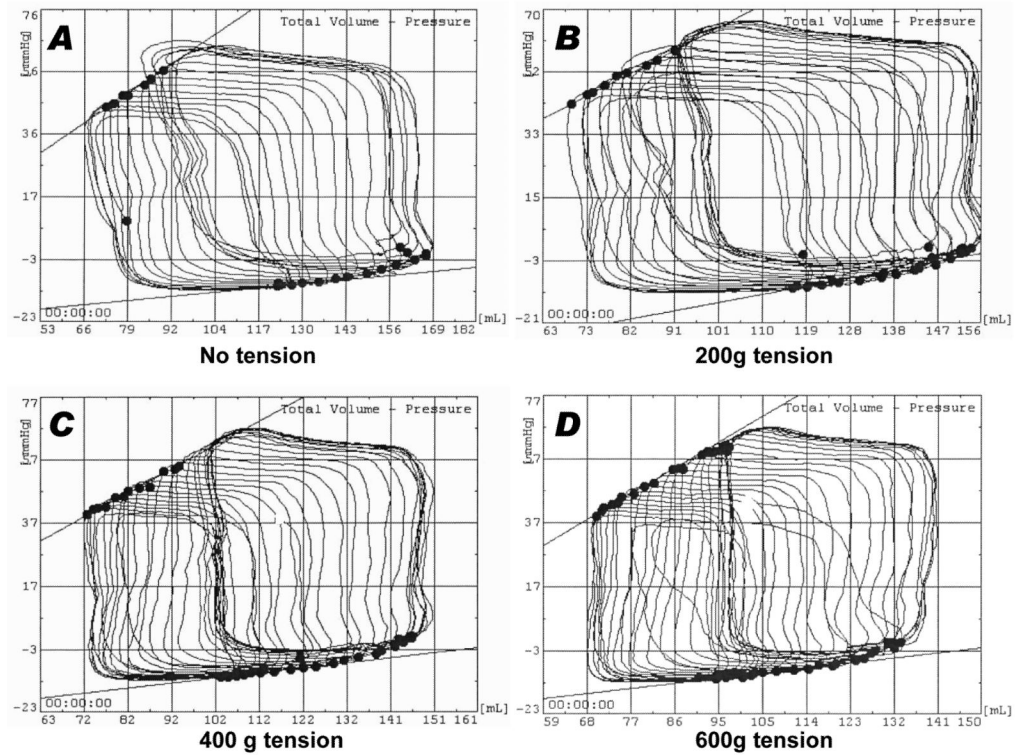 A
Total Volume - Pressure
76
56
36
17
-3
-23
[mmHg]
00:00:00
53 66 79 92 104 117 130 143 156 169 182
[mL]
No tension
B
Total Volume - Pressure
70
33
15
-3
-21
[mmHg]
00:00:00
63 73 82 91 101 110 119 128 138 147 156
[mL]
200g tension
C
Total Volume - Pressure
77
37
17
-3
-23
[mmHg]
00:00:00
63 72 82 92 102 112 122 132 141 151 161
[mL]
400 g tension
D
Total Volume - Pressure
77
37
17
-3
-23
[mmHg]
00:00:00
59 68 77 86 95 105 114 123 132 141 150
[mL]
600g tension